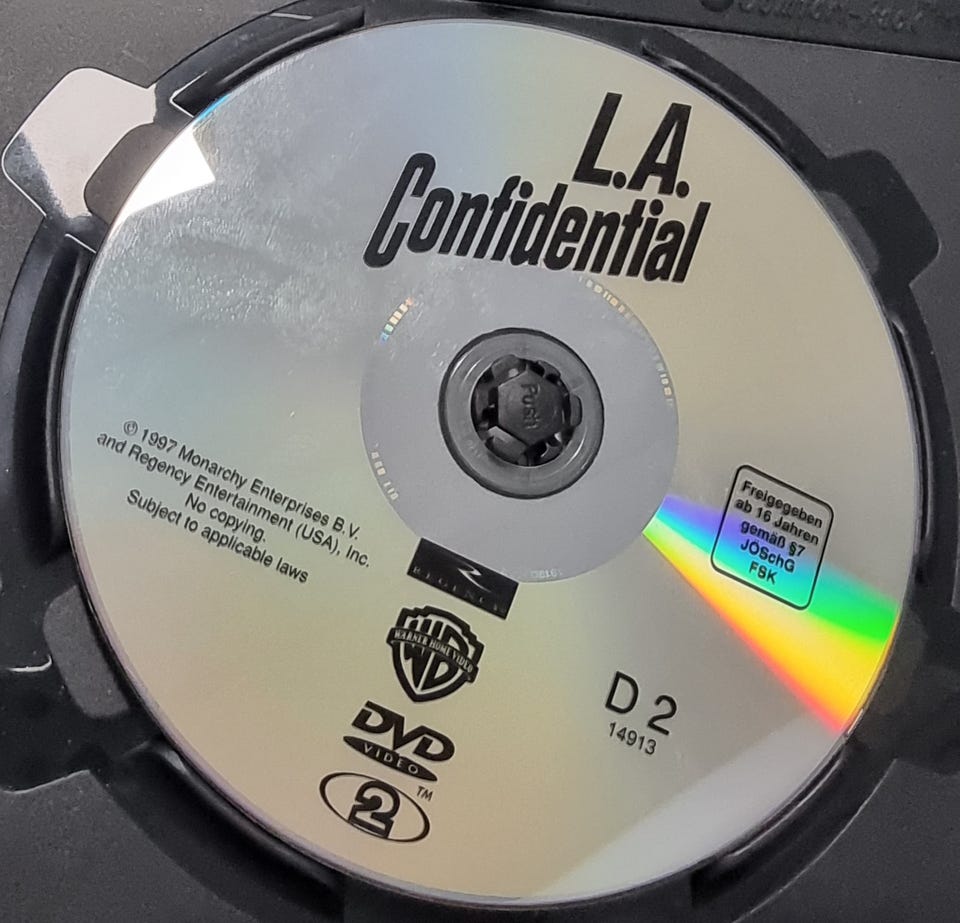 L.A.
Confidential
Push
© 1997 Monarchy Enterprises B.V.
and Regency Entertainment (USA), Inc.
No copying.
Subject to applicable laws
Freigegeben
ab 16 Jahren
gemäß §7
JÖSchG
FSK
REGENCY
WARNER HOME VIDEO
D 2
14913
DVD
VIDEO
2 ™